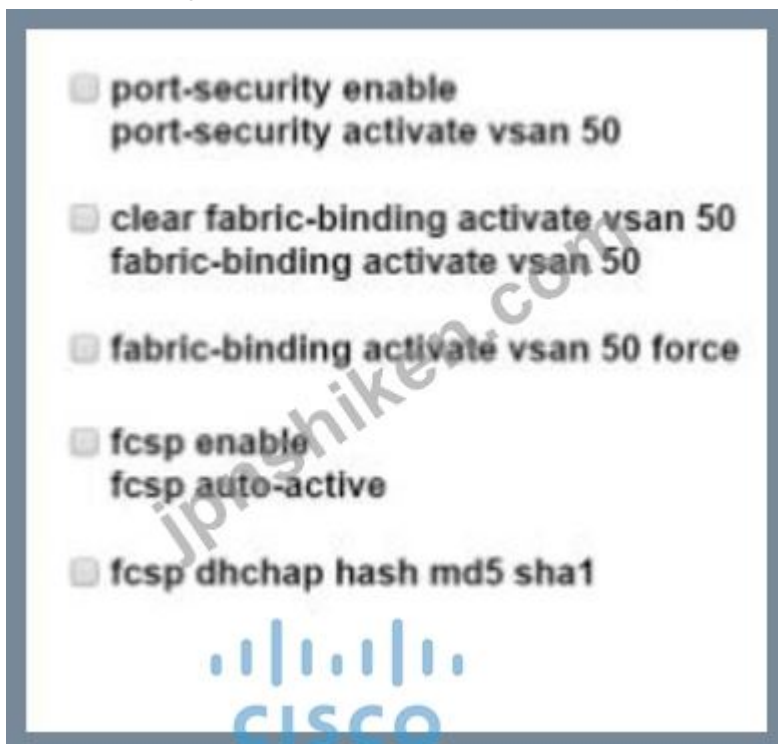 port-security enable
port-security activate vsan 50
clear fabric-binding activate vsan 50
fabric-binding activate vsan 50
fabric-binding activate vsan 50 force
fcsp enable
fcsp auto-active
fcsp dhchap hash md5 sha1
jpnshiken.com
CISCO